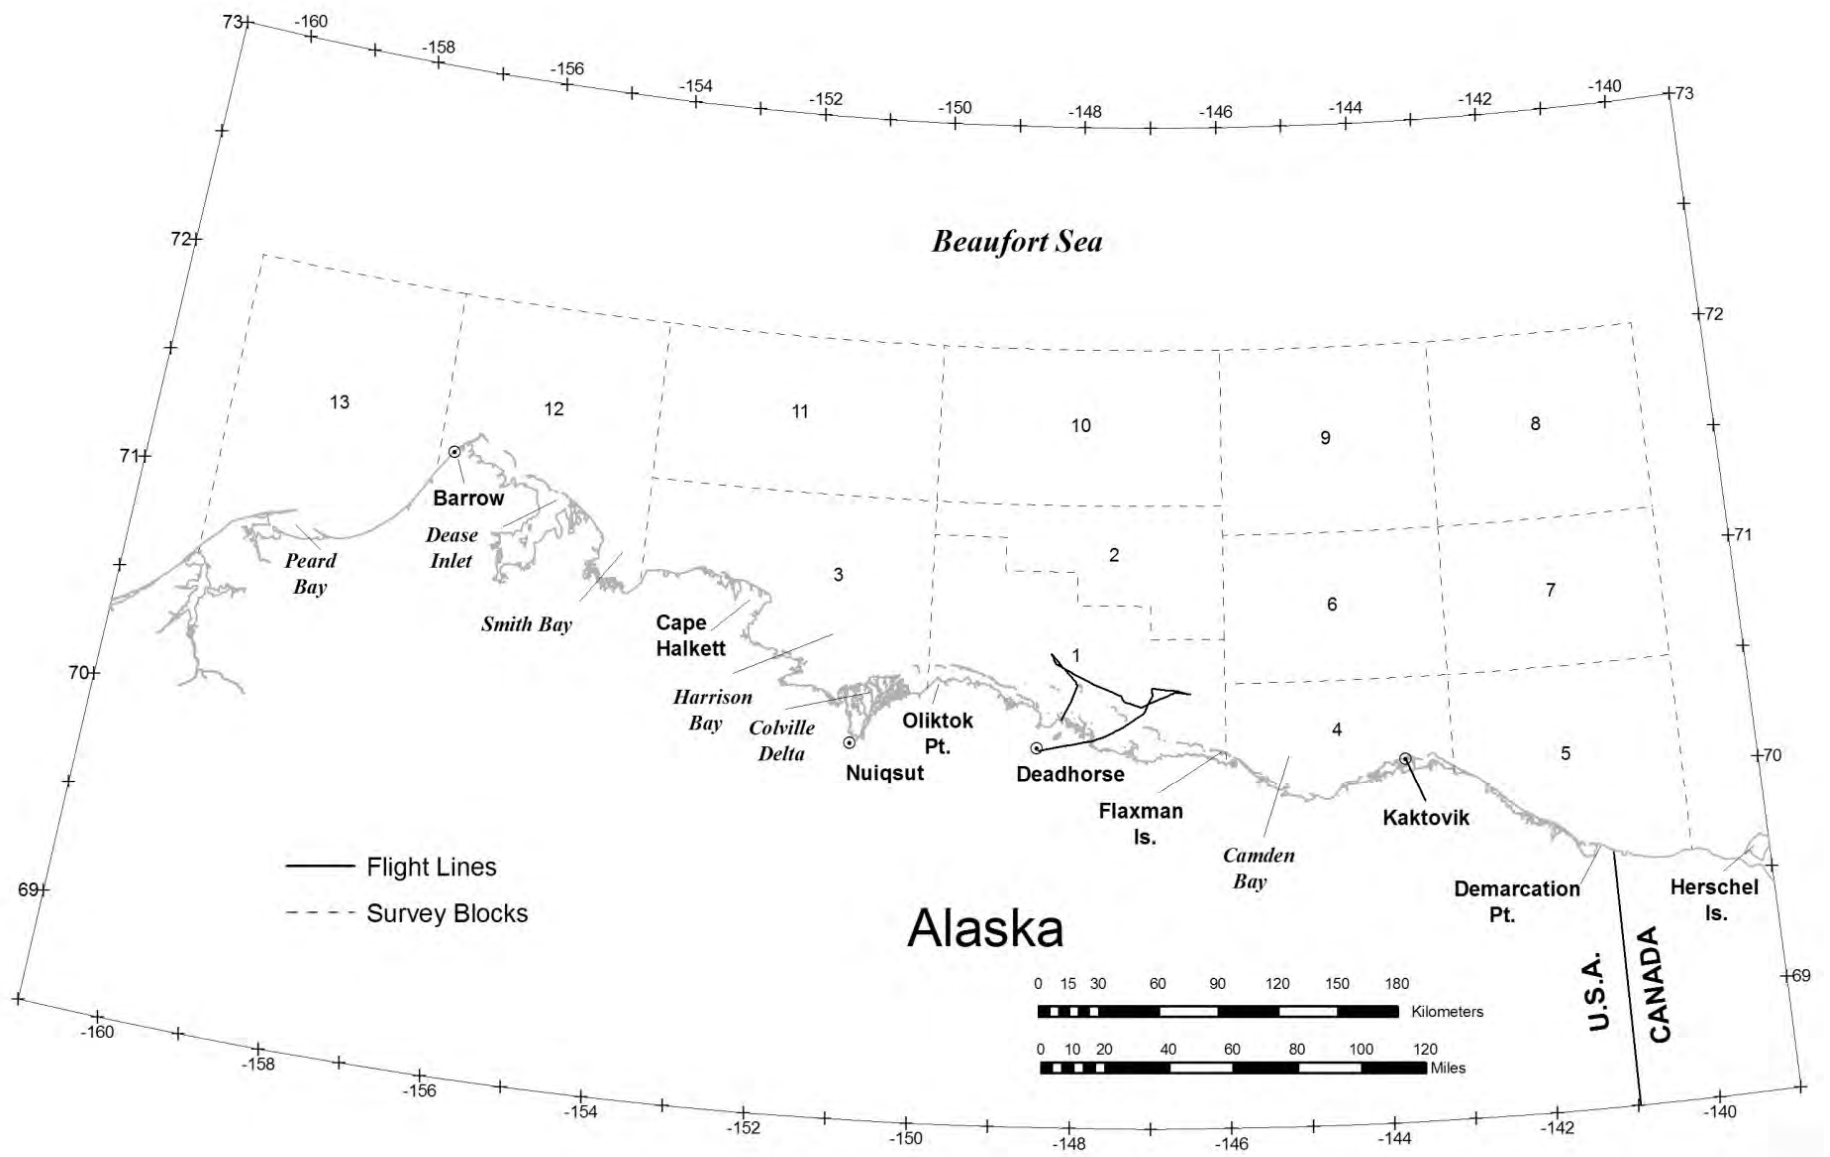 73
-160
-158
-156
-154
-152
-150
-148
-146
-144
-142
-140
73
72
Beaufort Sea
72
13
12
11
10
9
8
71
Barrow
Dease
Inlet
Peard
Bay
Smith Bay
Cape
Halkett
3
2
6
7
71
70
Harrison
Bay
Colville
Delta
Nuiqsut
Oliktok
Pt.
1
Deadhorse
Flaxman
Is.
4
5
70
Camden
Bay
Kaktovik
Demarcation
Pt.
Herschel
Is.
Flight Lines
Survey Blocks
69
Alaska
U.S.A.
CANADA
69
0 15 30 60 90 120 150 180
Kilometers
0 10 20 40 60 80 100 120
Miles
-160
-158
-156
-154
-152
-150
-148
-146
-144
-142
-140